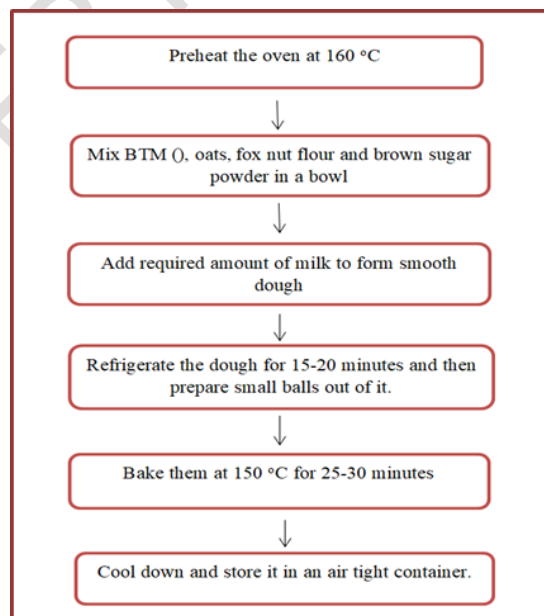 Preheat the oven at 160 °C
Mix BTM (), oats, fox nut flour and brown sugar
powder in a bowl
Add required amount of milk to form smooth
dough
Refrigerate the dough for 15-20 minutes and then
prepare small balls out of it.
Bake them at 150 °C for 25-30 minutes
Cool down and store it in an air tight container.